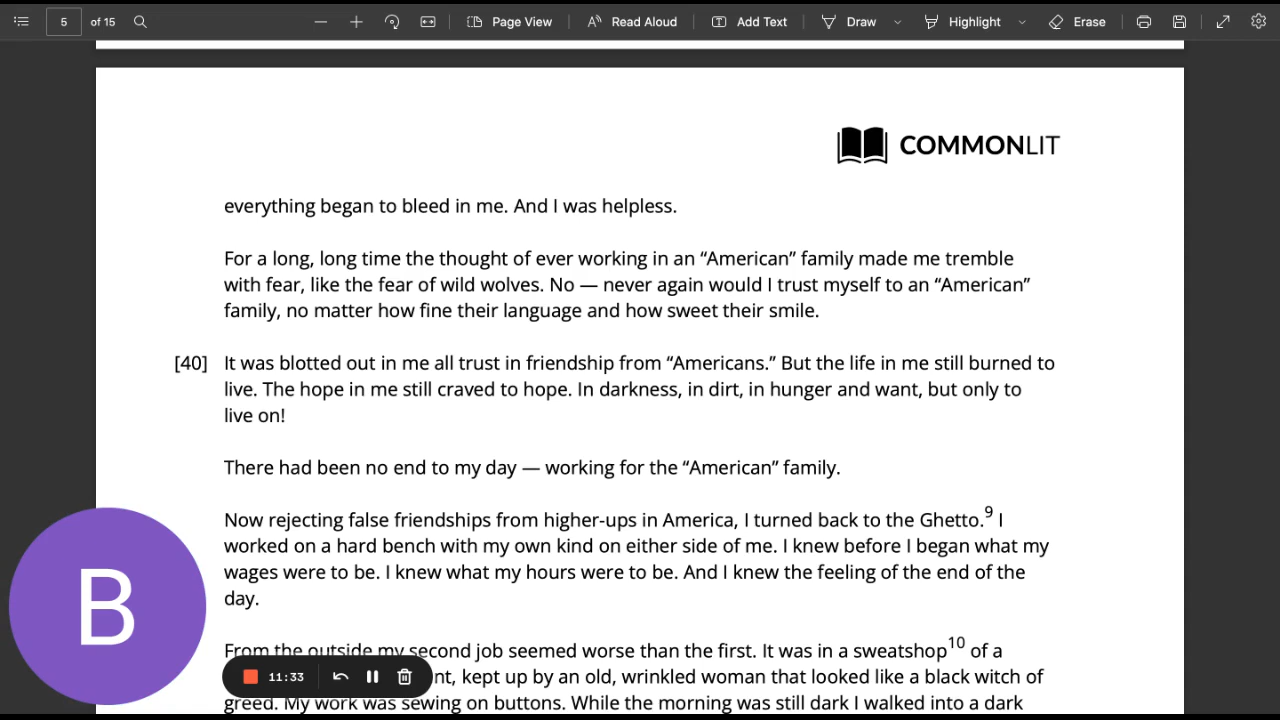 5 of 15 Page View Read Aloud Add Text Draw Highlight Erase
COMMONLIT
everything began to bleed in me. And I was helpless.
For a long, long time the thought of ever working in an “American” family made me tremble
with fear, like the fear of wild wolves. No — never again would I trust myself to an “American”
family, no matter how fine their language and how sweet their smile.
[40] It was blotted out in me all trust in friendship from “Americans.” But the life in me still burned to
live. The hope in me still craved to hope. In darkness, in dirt, in hunger and want, but only to
live on!
There had been no end to my day — working for the “American” family.
Now rejecting false friendships from higher-ups in America, I turned back to the Ghetto.9 I
worked on a hard bench with my own kind on either side of me. I knew before I began what my
wages were to be. I knew what my hours were to be. And I knew the feeling of the end of the
day.
B
From the outside my second job seemed worse than the first. It was in a sweatshop10 of a
11:33
kept up by an old, wrinkled woman that looked like a black witch of
greed. My work was sewing on buttons. While the morning was still dark I walked into a dark